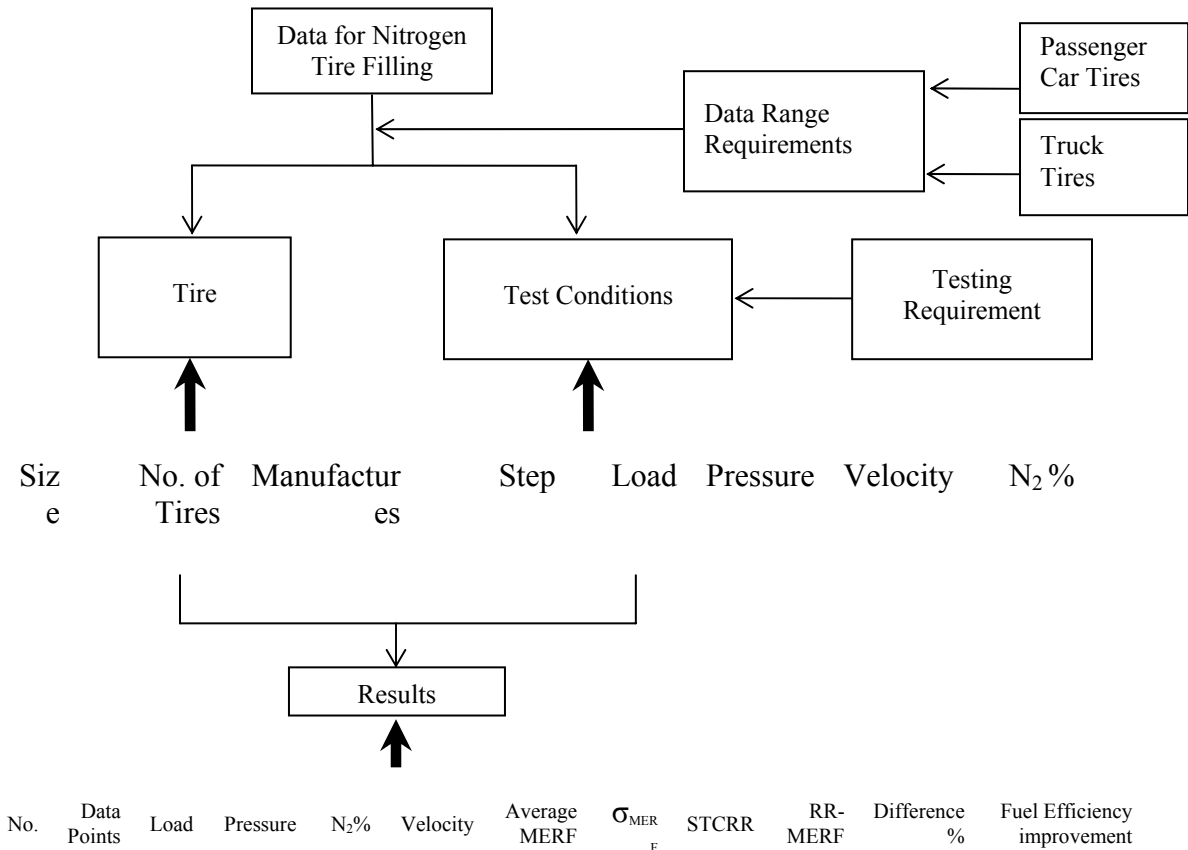 Data for Nitrogen
Tire Filling
Passenger
Car Tires
Data Range
Requirements
Truck
Tires
Tire
Test Conditions
Testing
Requirement
Siz
e
No. of
Tires
Manufactur
es
Step
Load
Pressure
Velocity
N₂ %
Results
No.
Data
Points
Load
Pressure
N₂%
Velocity
Average
MERF
σMER
F
STCRR
RR-
MERF
Difference
%
Fuel Efficiency
improvement